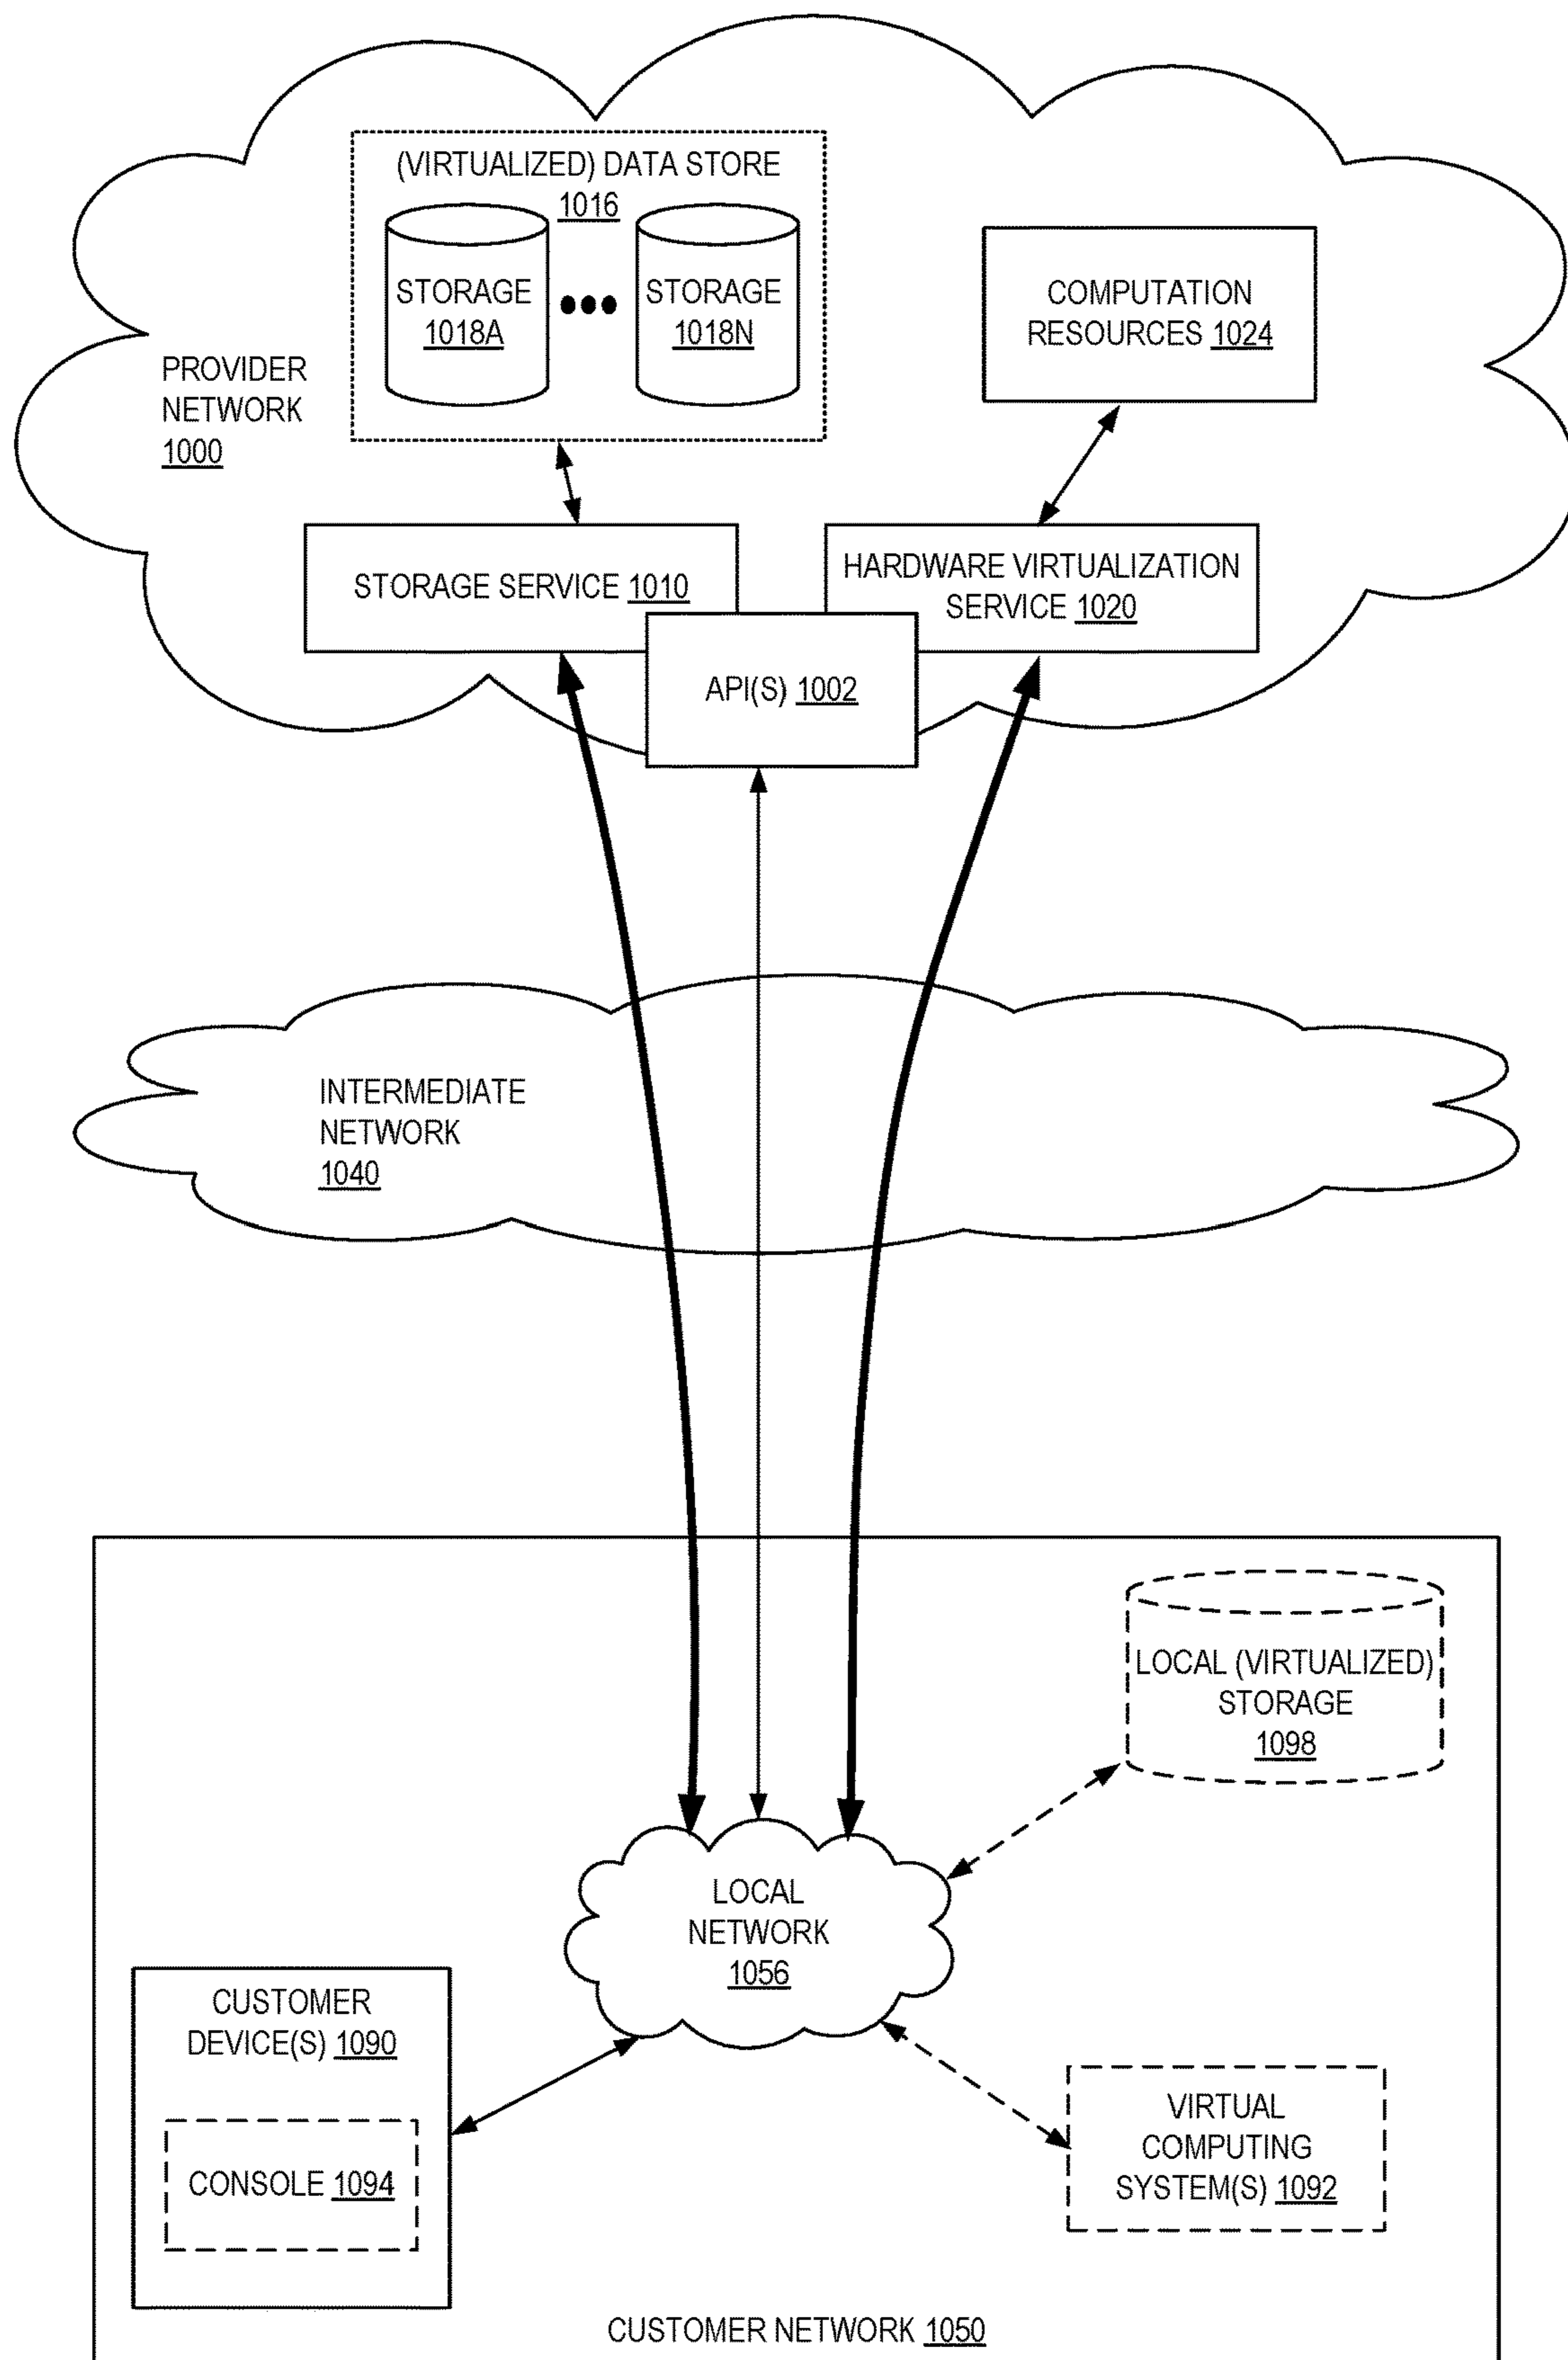 (VIRTUALIZED) DATA STORE
1016
STORAGE
1018A
STORAGE
1018N
COMPUTATION
RESOURCES 1024
PROVIDER
NETWORK
1000
STORAGE SERVICE 1010
HARDWARE VIRTUALIZATION
SERVICE 1020
API(S) 1002
INTERMEDIATE
NETWORK
1040
LOCAL (VIRTUALIZED)
STORAGE
1098
LOCAL
NETWORK
1056
CUSTOMER
DEVICE(S) 1090
CONSOLE 1094
VIRTUAL
COMPUTING
SYSTEM(S) 1092
CUSTOMER NETWORK 1050